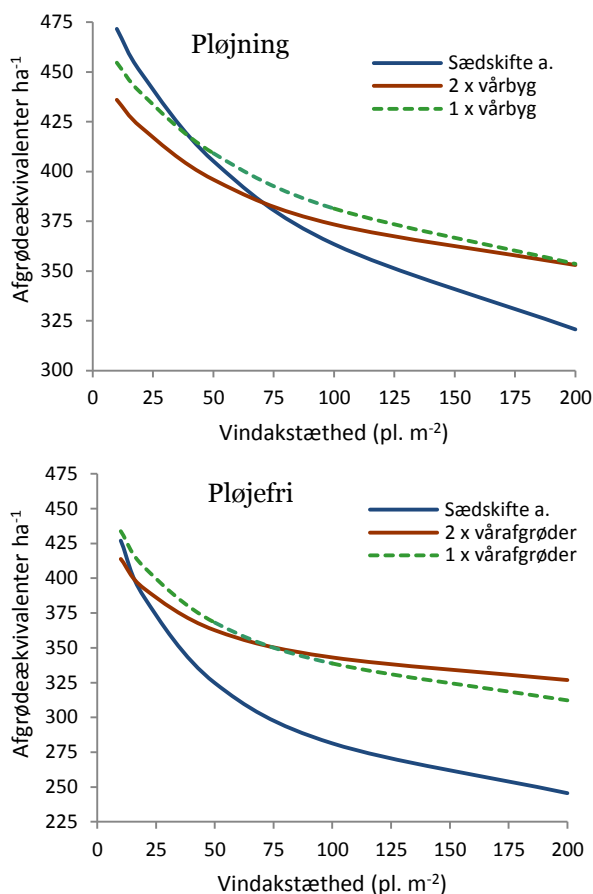 Pløjning
Afgrødeækvivalenter ha⁻¹
475
450
425
400
375
350
325
300
Sædskifte a.
2 x vårbyg
1 x vårbyg
0 25 50 75 100 125 150 175 200
Vindakstæthed (pl. m⁻²)
Pløjefri
Afgrødeækvivalenter ha⁻¹
475
450
425
400
375
350
325
300
275
250
225
Sædskifte a.
2 x vårafgrøder
1 x vårafgrøder
0 25 50 75 100 125 150 175 200
Vindakstæthed (pl. m⁻²)